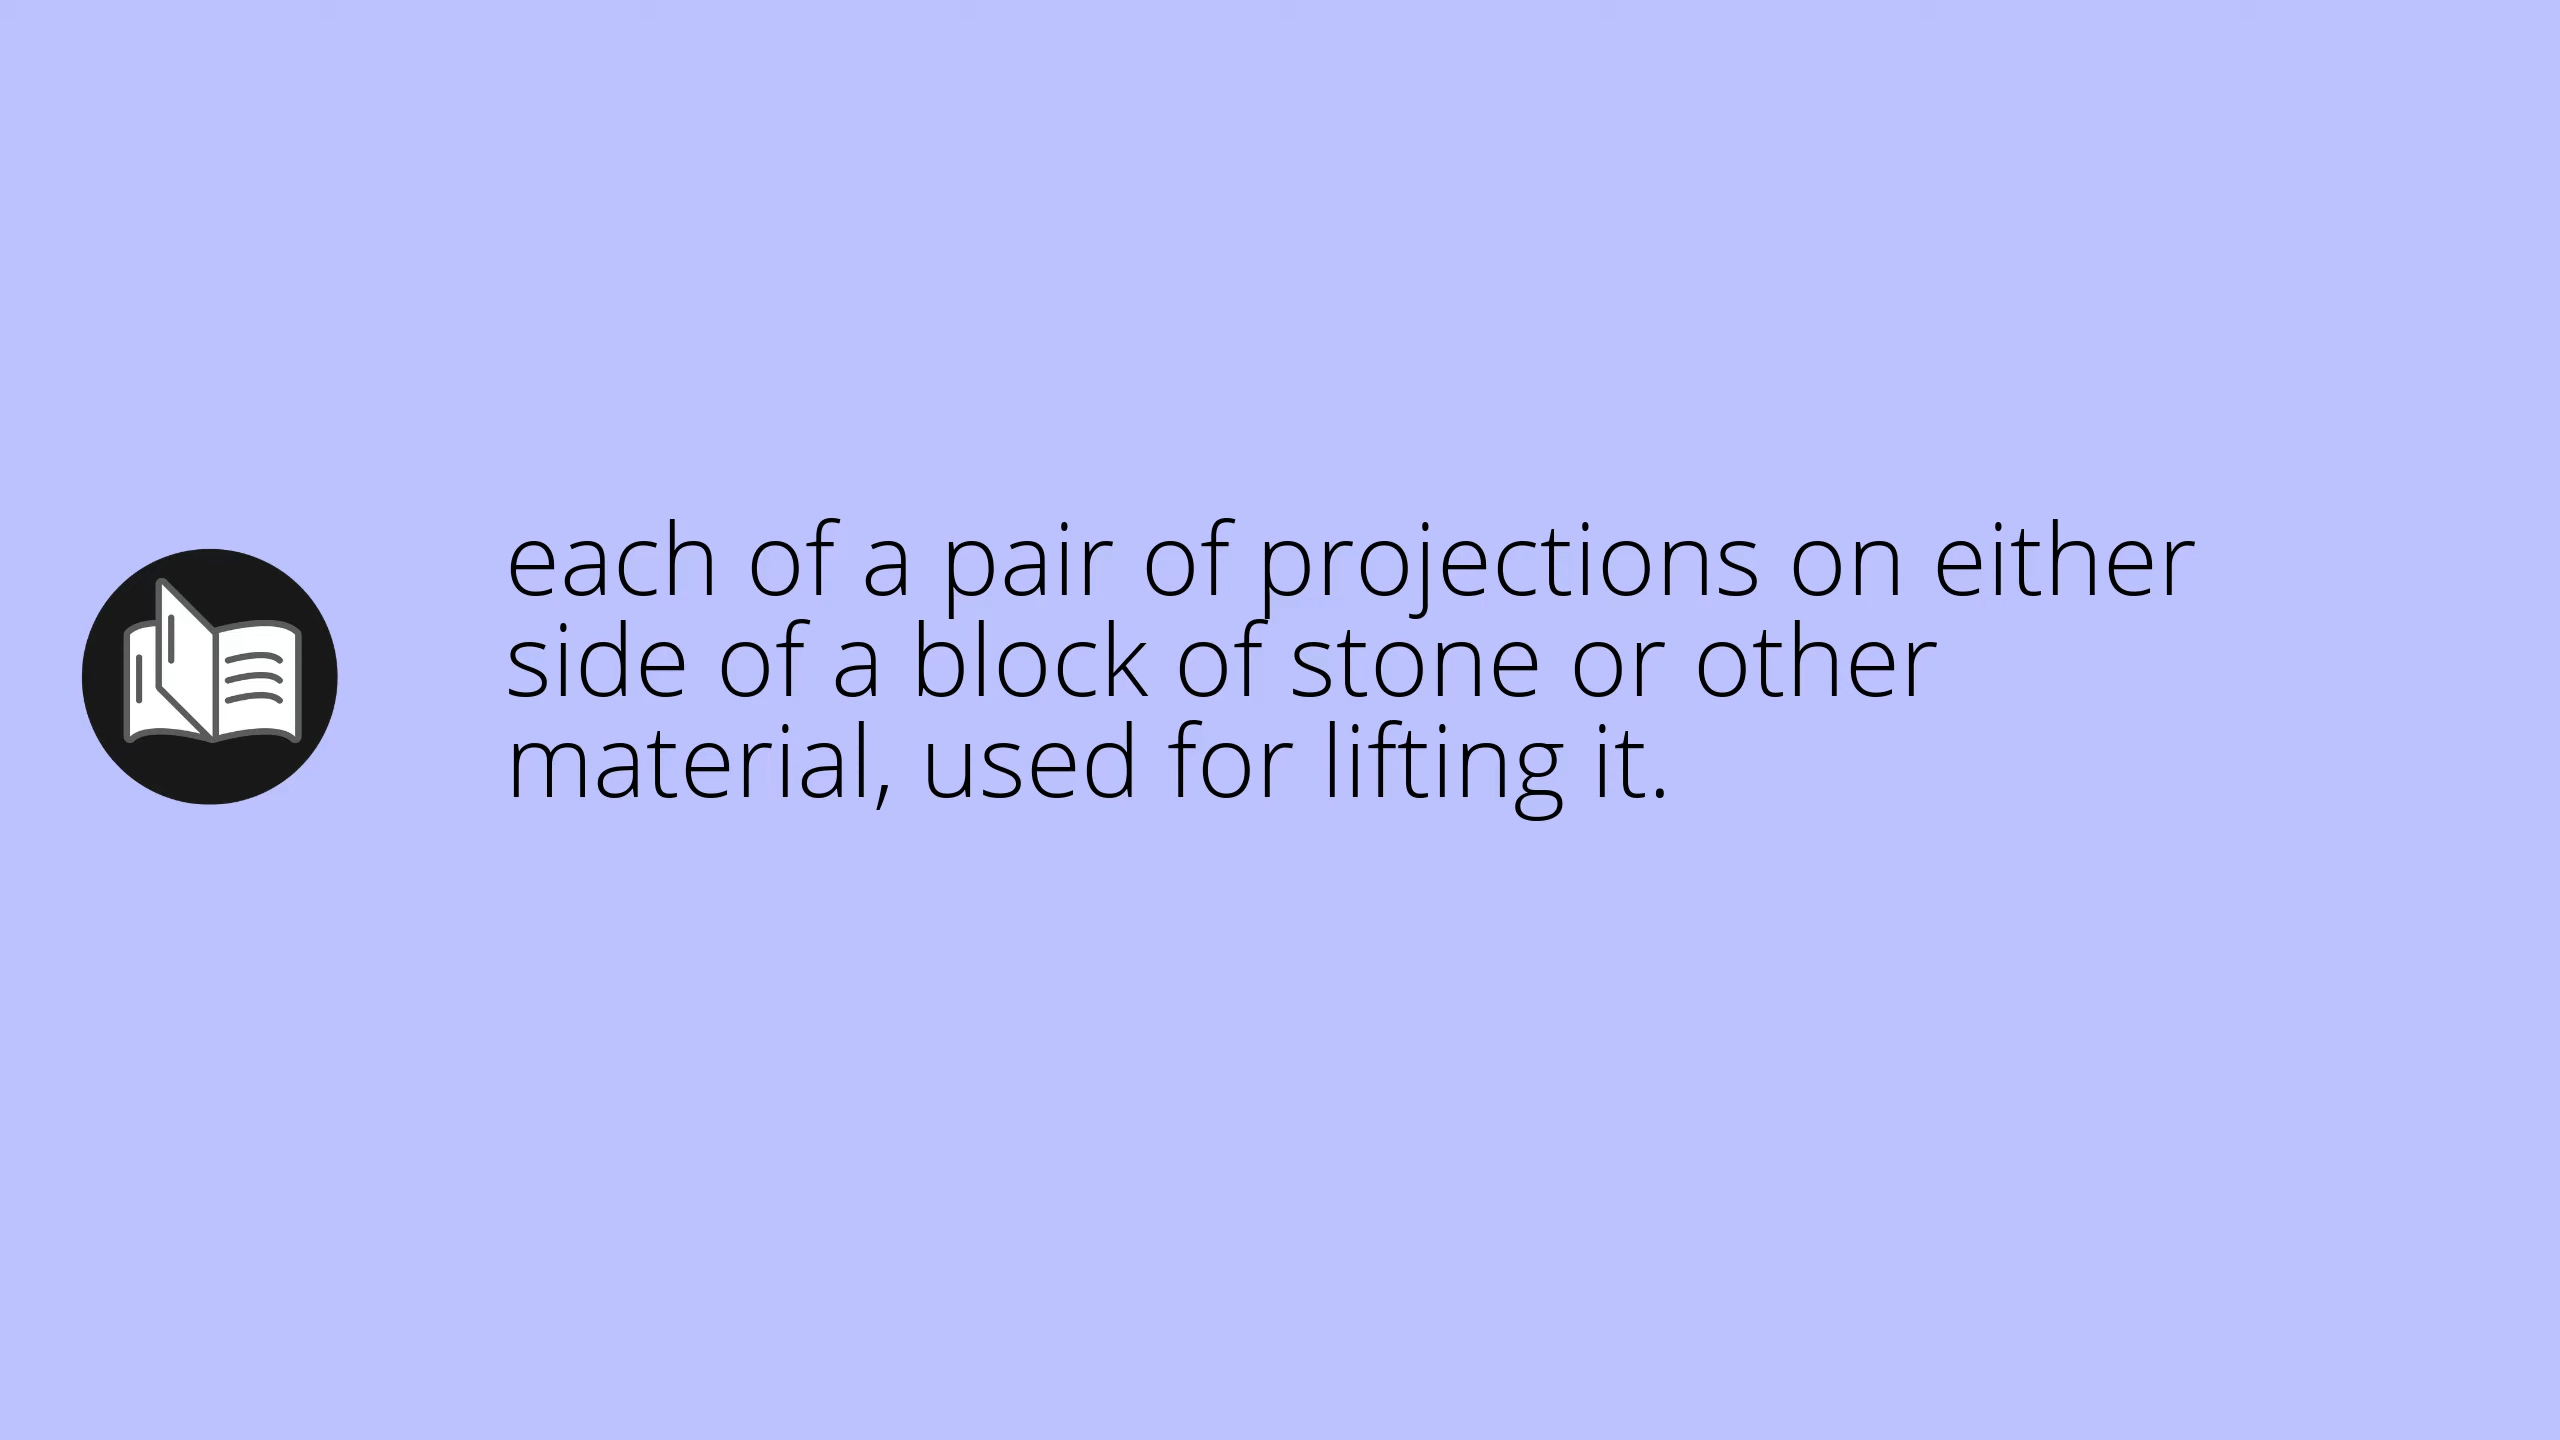 each of a pair of projections on either
side of a block of stone or other
material, used for lifting it.